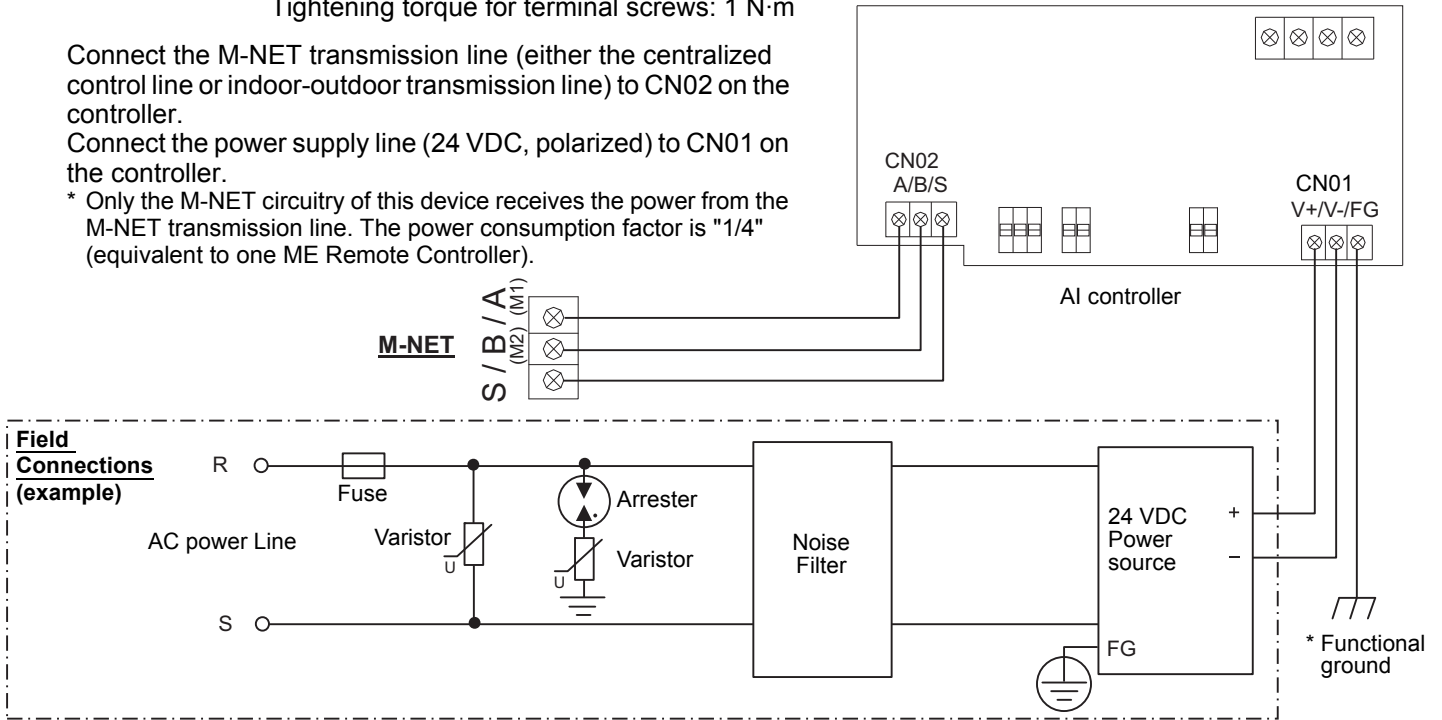 Tightening torque for terminal screws: 1 N·m
Connect the M-NET transmission line (either the centralized
control line or indoor-outdoor transmission line) to CN02 on the
controller.
Connect the power supply line (24 VDC, polarized) to CN01 on
the controller.
* Only the M-NET circuitry of this device receives the power from the
M-NET transmission line. The power consumption factor is "1/4"
(equivalent to one ME Remote Controller).
CN02
A/B/S
CN01
V+/V-/FG
AI controller
M-NET
S / B / A
(M2) (M1)
Field
Connections
(example)
R
Fuse
AC power Line
Varistor
U
Arrester
Varistor
U
S
Noise
Filter
24 VDC
Power
source
+
−
FG
* Functional
ground